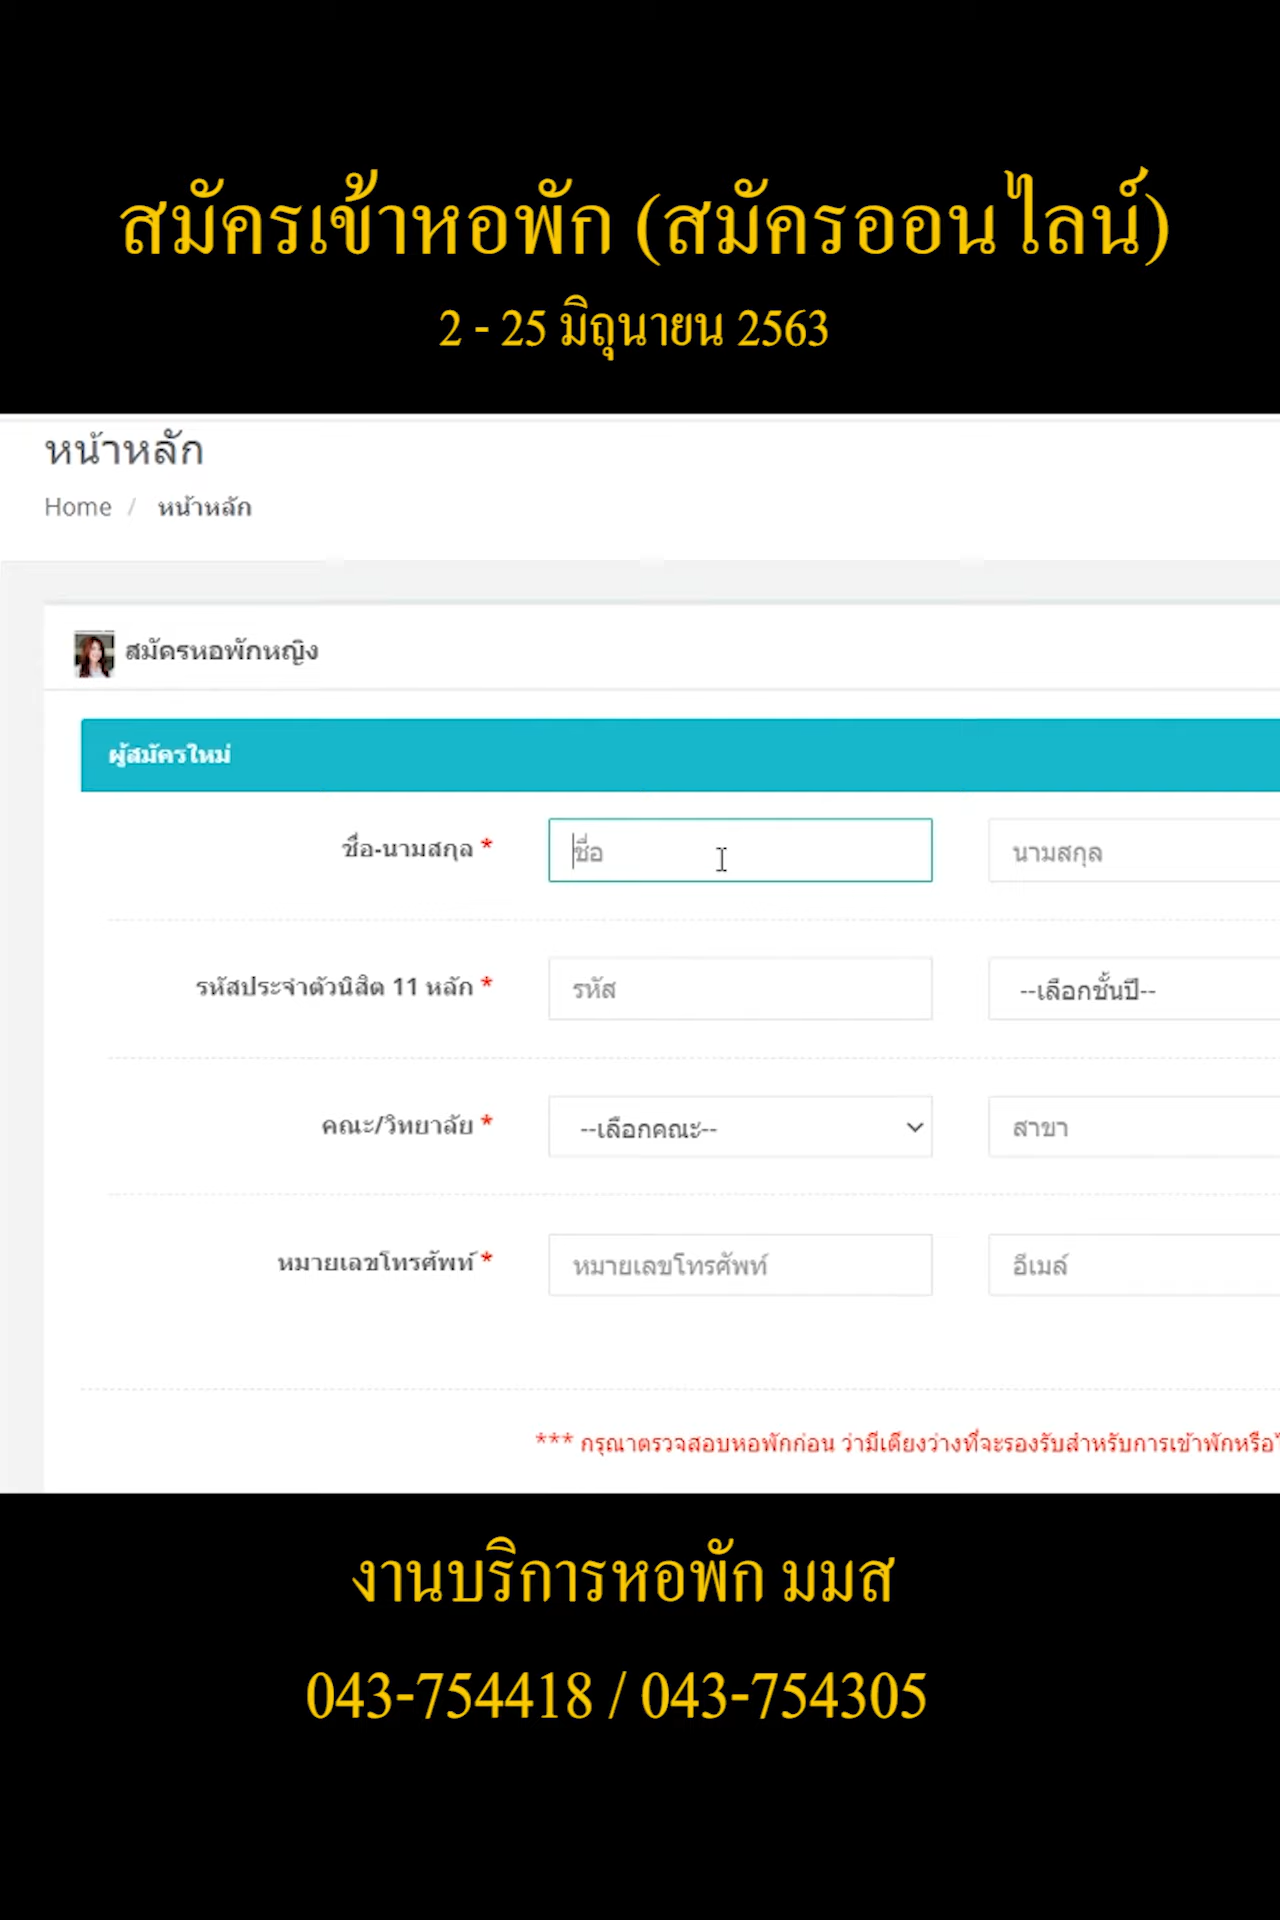 สมัครเข้าหอพัก (สมัครออนไลน์)
2 - 25 มิถุนายน 2563
หน้าหลัก
Home / หน้าหลัก
สมัครหอพักหญิง
ผู้สมัครใหม่
ชื่อ-นามสกุล * ชื่อ นามสกุล
รหัสประจำตัวนิสิต 11 หลัก * รหัส --เลือกชั้นปี--
คณะ/วิทยาลัย * --เลือกคณะ-- สาขา
หมายเลขโทรศัพท์ * หมายเลขโทรศัพท์ อีเมล์
*** กรุณาตรวจสอบหอพักก่อน ว่ามีเตียงว่างที่จะรองรับสำหรับการเข้าพักหรือ
งานบริการหอพัก มมส
043-754418 / 043-754305